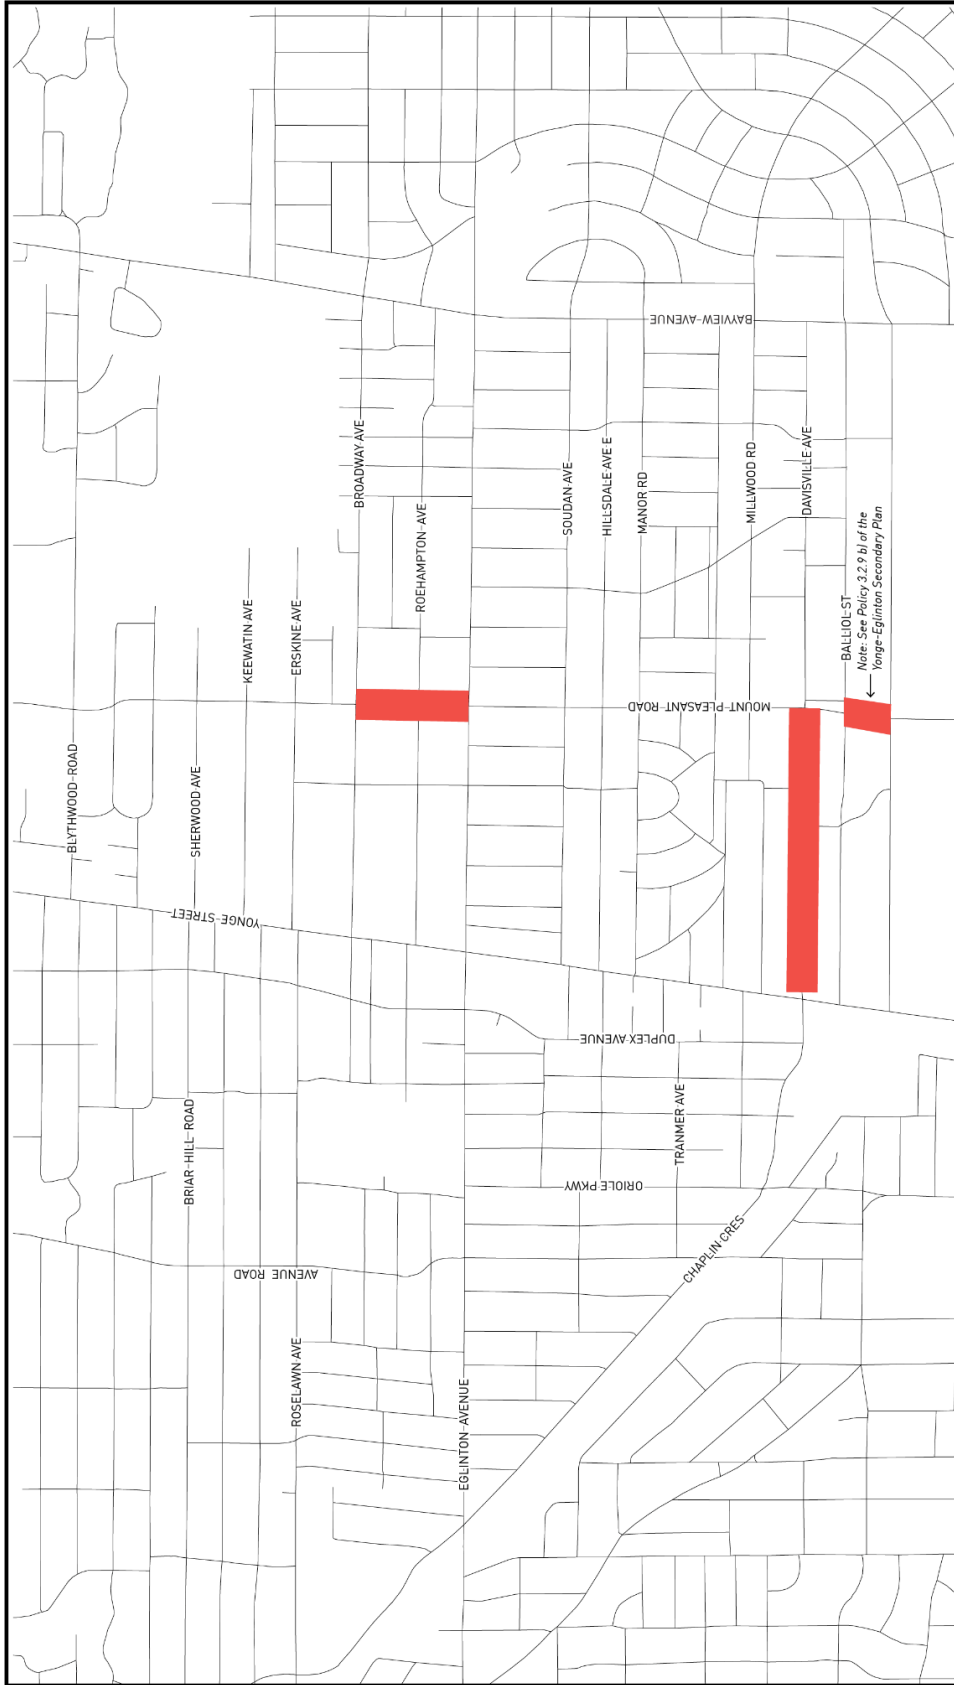 BAYVIEW AVENUE
BROADWAY AVE
ROEHAMPTON AVE
SOUDAN AVE
HILLSDALE AVE E
MANOR RD
MILLWOOD RD
DAVISVILLE AVE
BALLIOL ST
Note: See Policy 3.2.9 b) of the
Yonge-Eglinton Secondary Plan
KEEWATIN AVE
ERSKINE AVE
MOUNT PLEASANT ROAD
BLYTHWOOD ROAD
SHERWOOD AVE
YONGE STREET
DUPLEX AVENUE
TRANMER AVE
BRIAR HILL ROAD
ORIOLE PKWY
CHAPLIN CRES
AVENUE ROAD
ROSELAWN AVE
EGLINTON AVENUE